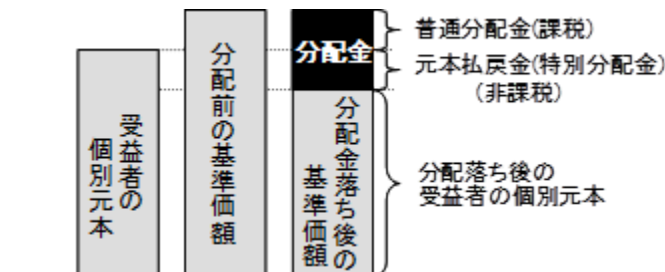 受益者の
個別元本
分配前の基準価額
分配金
分配金落ち後の
基準価額
普通分配金(課税)
元本払戻金(特別分配金)
(非課税)
分配落ち後の
受益者の個別元本